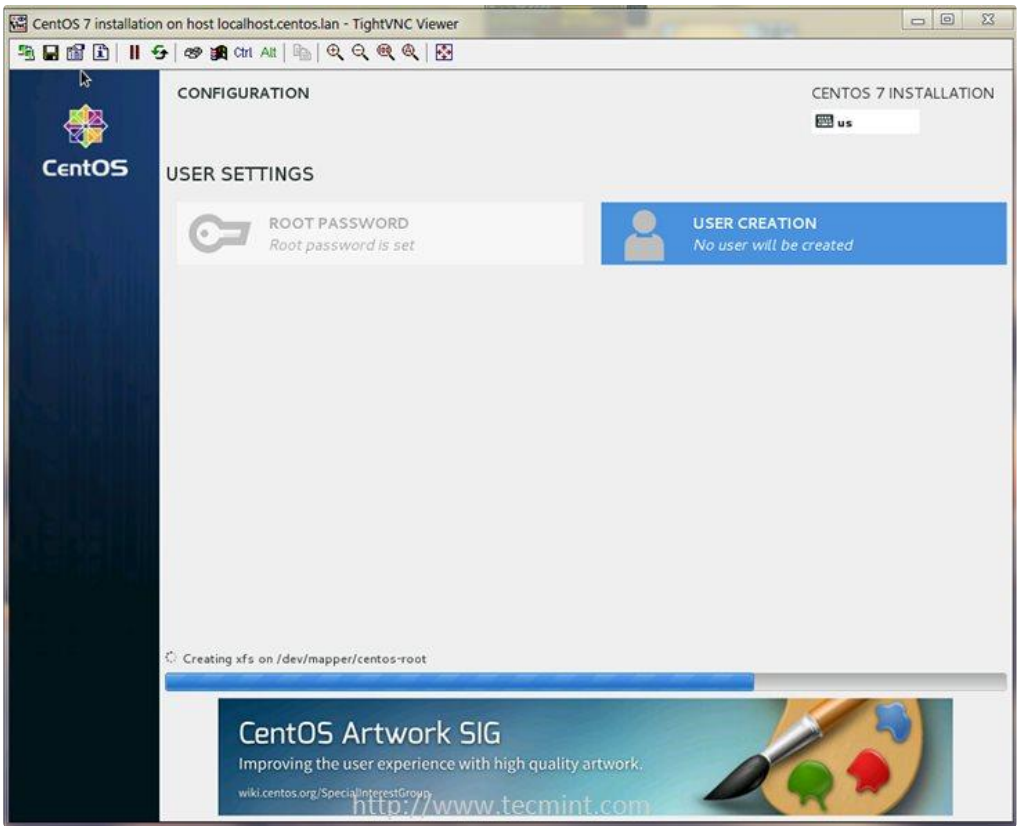 CentOS 7 installation on host localhost.centos.lan - TightVNC Viewer
Ctrl Alt
CentOS
CONFIGURATION
CENTOS 7 INSTALLATION
us
USER SETTINGS
ROOT PASSWORD
Root password is set
USER CREATION
No user will be created
Creating xfs on /dev/mapper/centos-root
CentOS Artwork SIG
Improving the user experience with high quality artwork.
wiki.centos.org/SpecialInterestGroup
http://www.tecmint.com